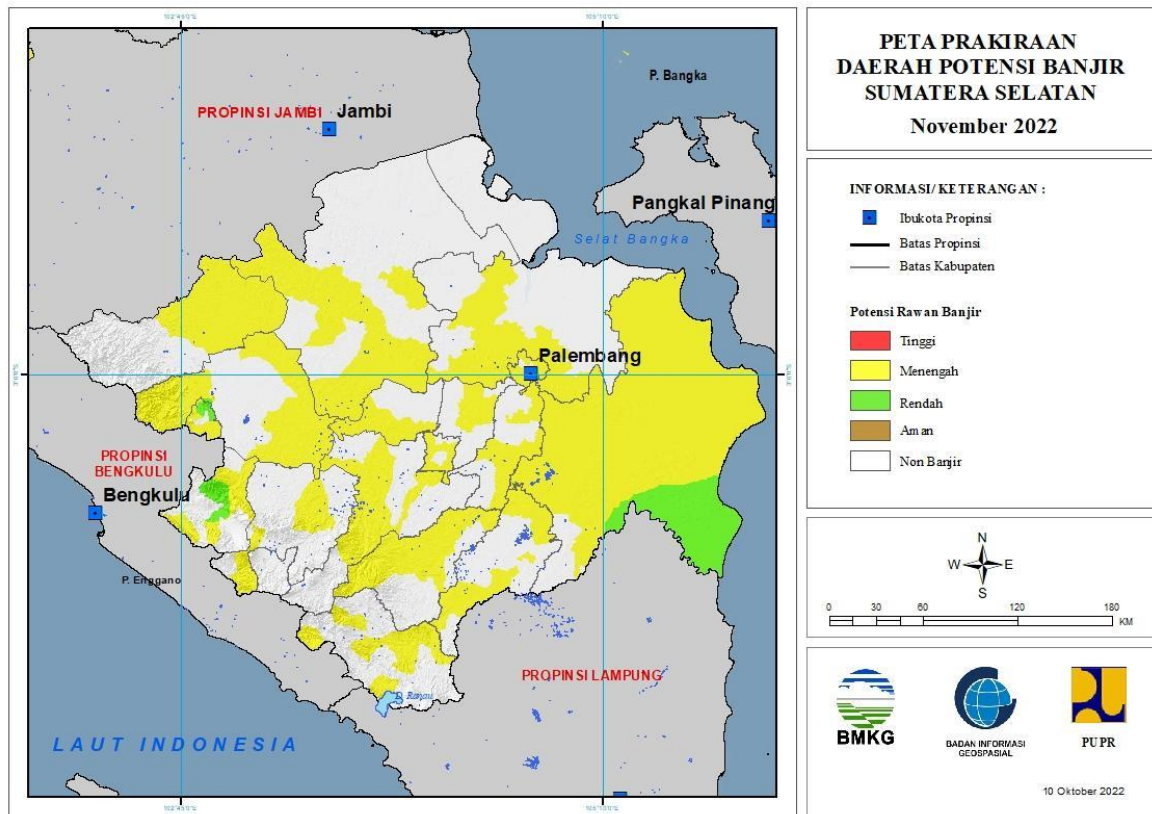 PETA PRAKIRAAN
DAERAH POTENSI BANJIR
SUMATERA SELATAN
November 2022
INFORMASI/ KETERANGAN :
Ibukota Propinsi
Batas Propinsi
Batas Kabupaten
Potensi Rawan Banjir
Tinggi
Menengah
Rendah
Aman
Non Banjir
N
W E
S
0 30 60 120 180
KM
BMKG
BADAN INFORMASI
GEOSPASIAL
PUPR
10 Oktober 2022
P. Bangka
PROPINSI JAMBI
Jambi
Pangkal Pinang
Selat Bangka
Palembang
PROPINSI
BENGKULU
Bengkulu
P. Enggano
PROPINSI LAMPUNG
D. Ranau
LAUT INDONESIA